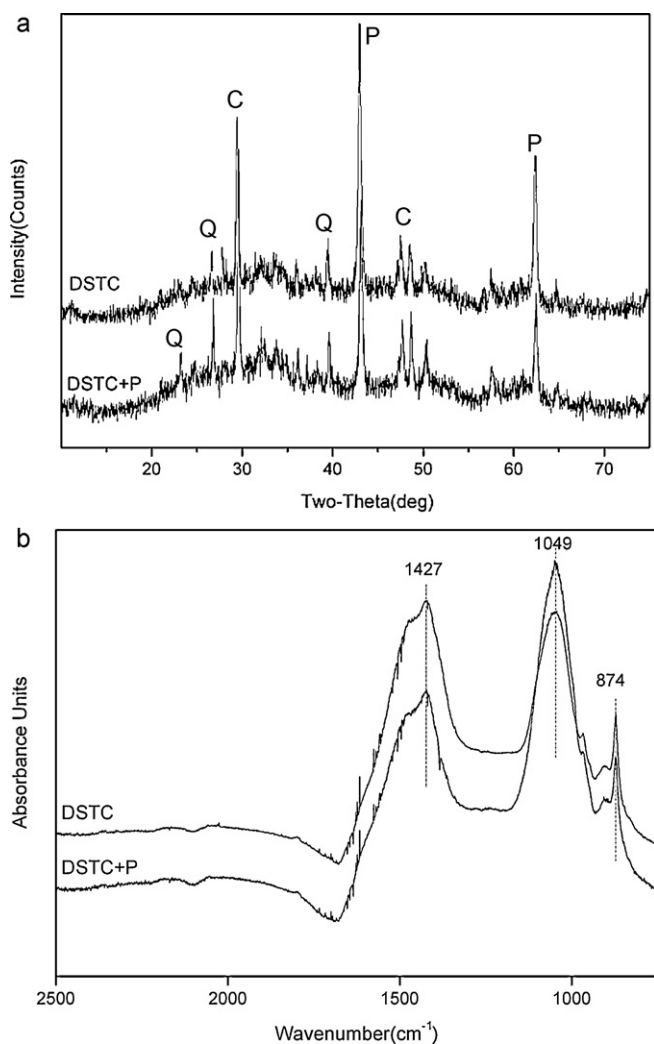 a
P
C
P
Q
Q
C
DSTC
Q
DSTC+P
Intensity(Counts)
20 30 40 50 60 70
Two-Theta(deg)
b
1049
1427
874
DSTC
DSTC+P
Absorbance Units
2500 2000 1500 1000
Wavenumber(cm⁻¹)